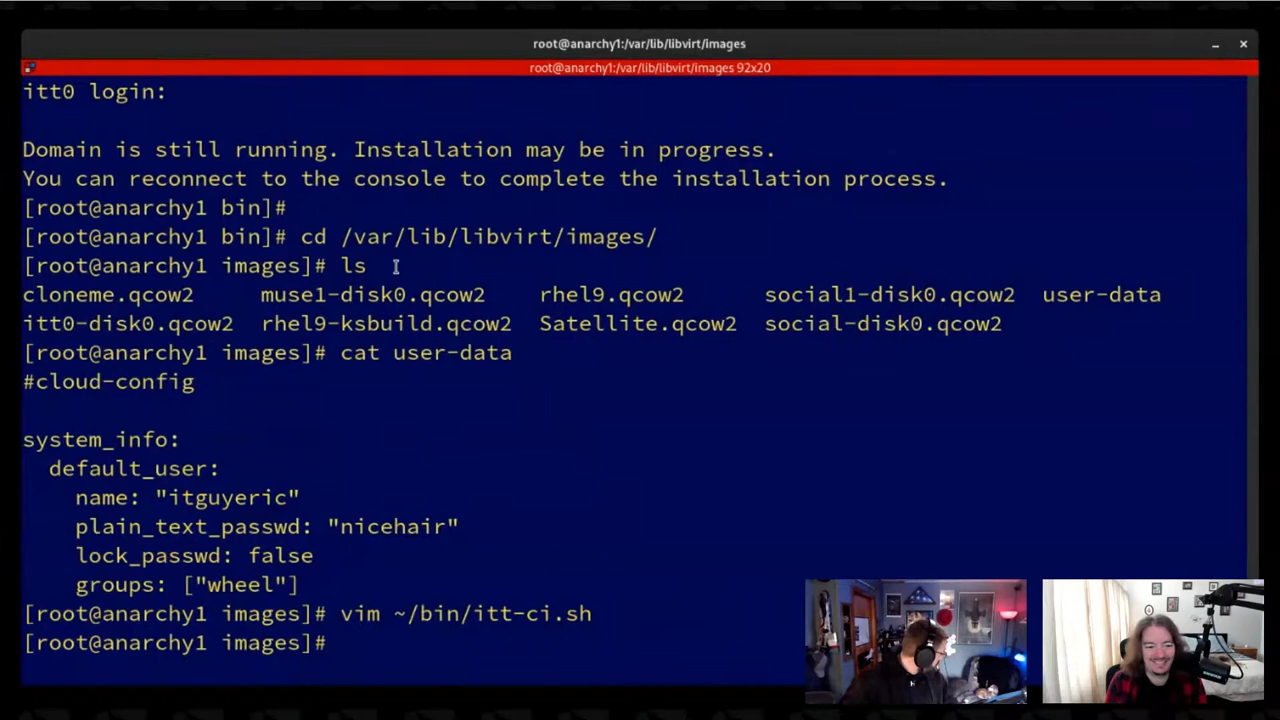 root@anarchy1:/var/lib/libvirt/images
root@anarchy1:/var/lib/libvirt/images 92x20
itt0 login:
Domain is still running. Installation may be in progress.
You can reconnect to the console to complete the installation process.
[root@anarchy1 bin]#
[root@anarchy1 bin]# cd /var/lib/libvirt/images/
[root@anarchy1 images]# ls
cloneme.qcow2 muse1-disk0.qcow2 rhel9.qcow2 social1-disk0.qcow2 user-data
itt0-disk0.qcow2 rhel9-ksbuild.qcow2 Satellite.qcow2 social-disk0.qcow2
[root@anarchy1 images]# cat user-data
#cloud-config
system_info:
  default_user:
    name: "itguyeric"
    plain_text_passwd: "nicehair"
    lock_passwd: false
    groups: ["wheel"]
[root@anarchy1 images]# vim ~/bin/itt-ci.sh
[root@anarchy1 images]#